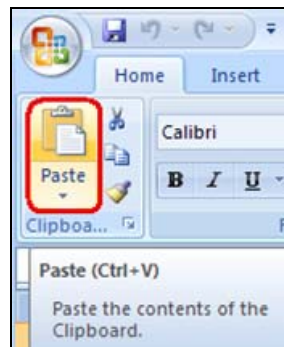 Home Insert
Calibri
Paste
B I U
Clipboa...
Paste (Ctrl+V)
Paste the contents of the
Clipboard.